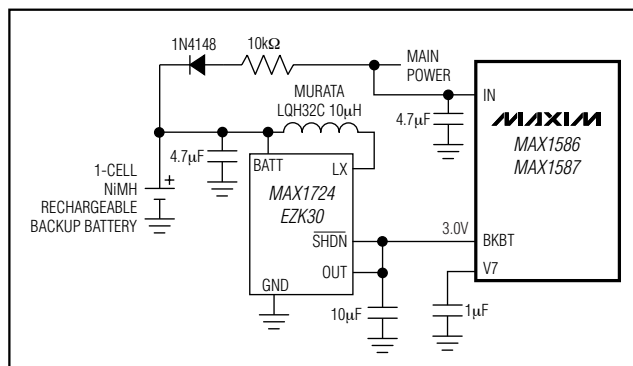 1N4148
10kΩ
MAIN
POWER
MURATA
LQH32C 10μH
IN
4.7μF
MAXIM
MAX1586
MAX1587
4.7μF
BATT
LX
1-CELL
NiMH
RECHARGEABLE
BACKUP BATTERY
+
MAX1724
EZK30
SHDN
3.0V
BKBT
OUT
V7
GND
10μF
1μF